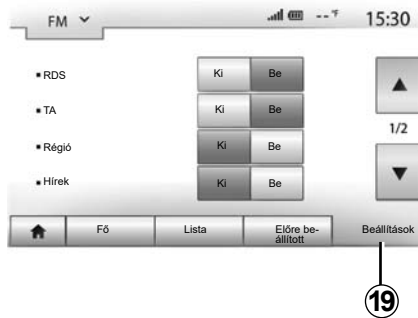 FM -- °F 15:30
RDS Ki Be
TA Ki Be
1/2
Régió Ki Be
Hírek Ki Be
Fő Lista Előre be-
állított Beállítások
19